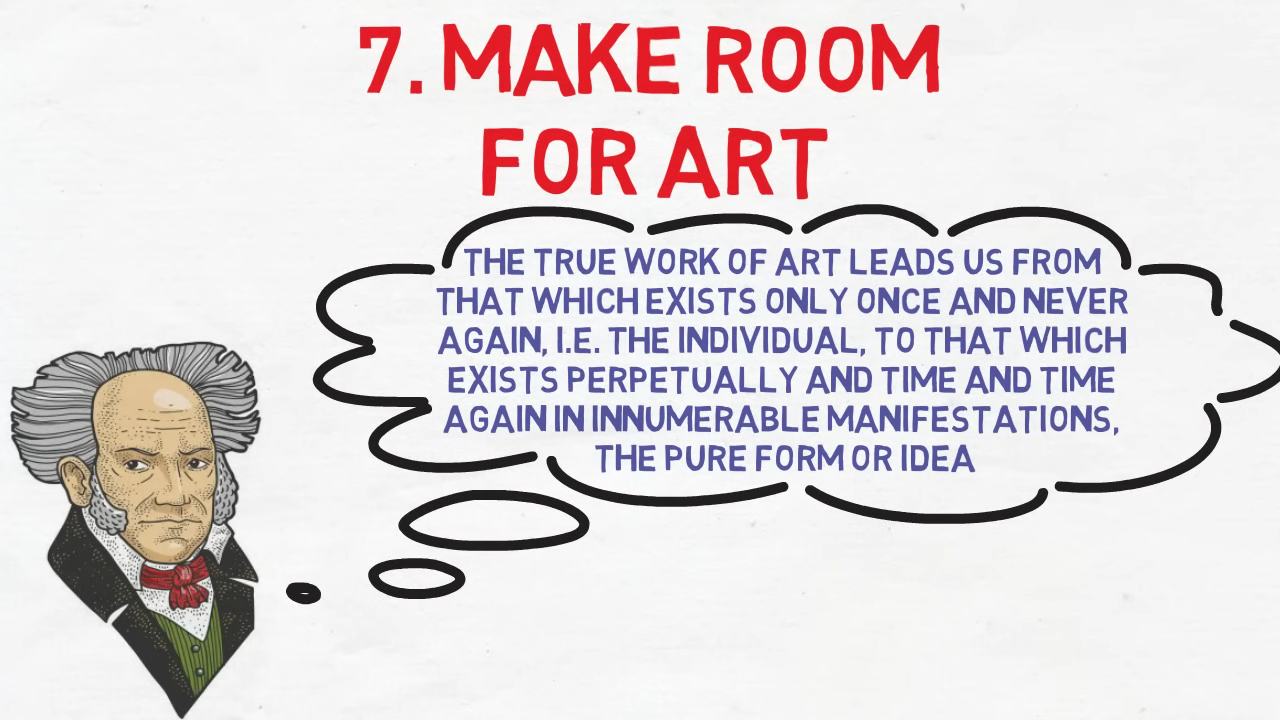 7. MAKE ROOM
FOR ART
THE TRUE WORK OF ART LEADS US FROM
THAT WHICH EXISTS ONLY ONCE AND NEVER
AGAIN, I.E. THE INDIVIDUAL, TO THAT WHICH
EXISTS PERPETUALLY AND TIME AND TIME
AGAIN IN INNUMERABLE MANIFESTATIONS,
THE PURE FORM OR IDEA